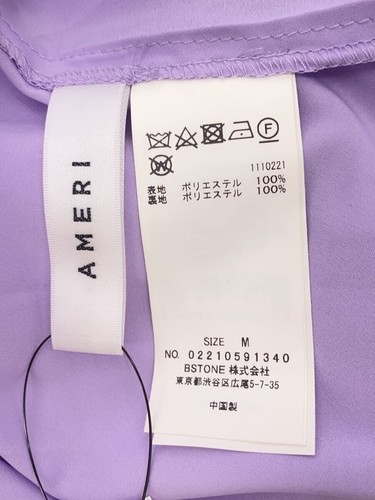 AMERI
F
W
1110221
表地 ポリエステル 100%
裏地 ポリエステル 100%
SIZE M
NO. 02210591340
BSTONE 株式会社
東京都渋谷区広尾5-7-35
中国製